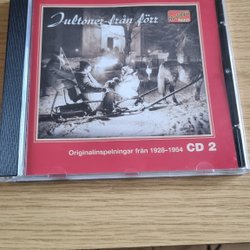 Jultoner från förr
Originalinspelningar från 1928-1954 CD 2